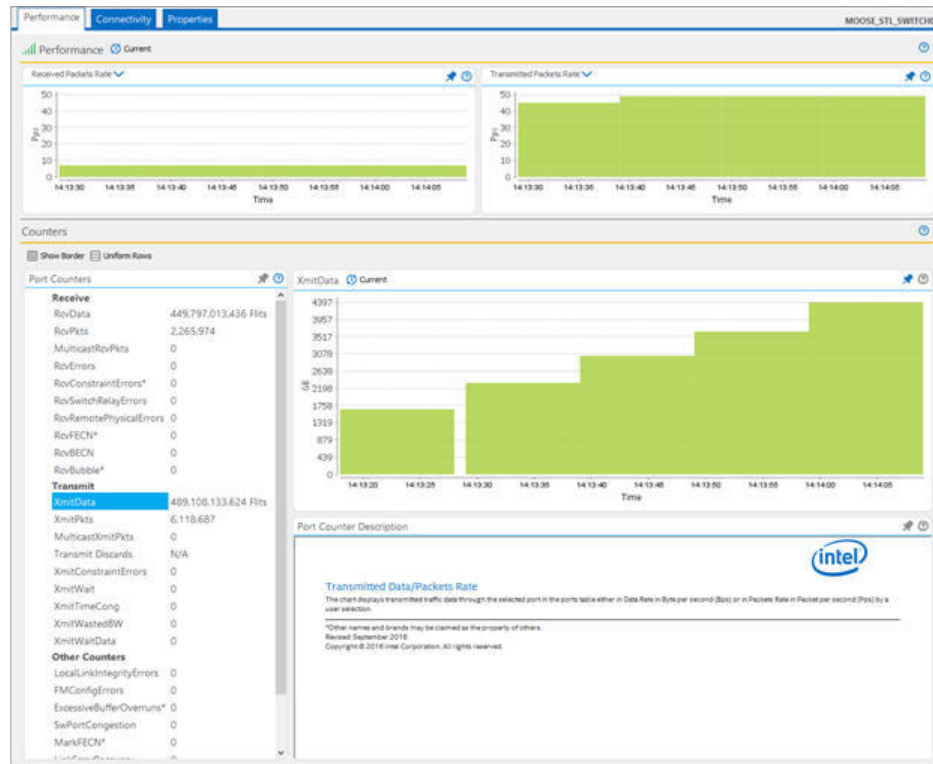 Performance
Connectivity
Properties
MOOSE_STL_SWITCH
Performance Current
Received Packets Rate
Transmitted Packets Rate
50
40
30
20
10
0
Pps
14:13:30 14:13:35 14:13:40 14:13:45 14:13:50 14:13:55 14:14:00 14:14:05
Time
50
40
30
20
10
0
Pps
14:13:30 14:13:35 14:13:40 14:13:45 14:13:50 14:13:55 14:14:00 14:14:05
Time
Counters
Show Border Uniform Rows
Port Counters
Receive
RcvData 449,797,013,436 Flits
RcvPkts 2,265,974
MulticastRcvPkts 0
RcvErrors 0
RcvConstraintErrors* 0
RcvSwitchRelayErrors 0
RcvRemotePhysicalErrors 0
RcvFECN* 0
RcvBECN 0
RcvBubble* 0
Transmit
XmitData 489,108,133,624 Flits
XmitPkts 6,118,687
MulticastXmitPkts 0
Transmit Discards N/A
XmitConstraintErrors 0
XmitWait 0
XmitTimeCong 0
XmitWastedBW 0
XmitWaitData 0
Other Counters
LocalLinkIntegrityErrors 0
FMConfigErrors 0
ExcessiveBufferOverruns* 0
SwPortCongestion 0
MarkFECN* 0
XmitData Current
4397
3957
3517
3078
2639
2198
1758
1319
879
439
0
GB
14:13:20 14:13:25 14:13:30 14:13:35 14:13:40 14:13:45 14:13:50 14:13:55 14:14:00 14:14:05
Time
Port Counter Description
intel
Transmitted Data/Packets Rate
The chart displays transmitted traffic data through the selected port in the ports table either in Data Rate in Byte per second (Bps) or in Packets Rate in Packet per second (Pps) by a
user selection.
*Other names and brands may be claimed as the property of others.
Revised: September 2016
Copyright © 2016 Intel Corporation. All rights reserved.